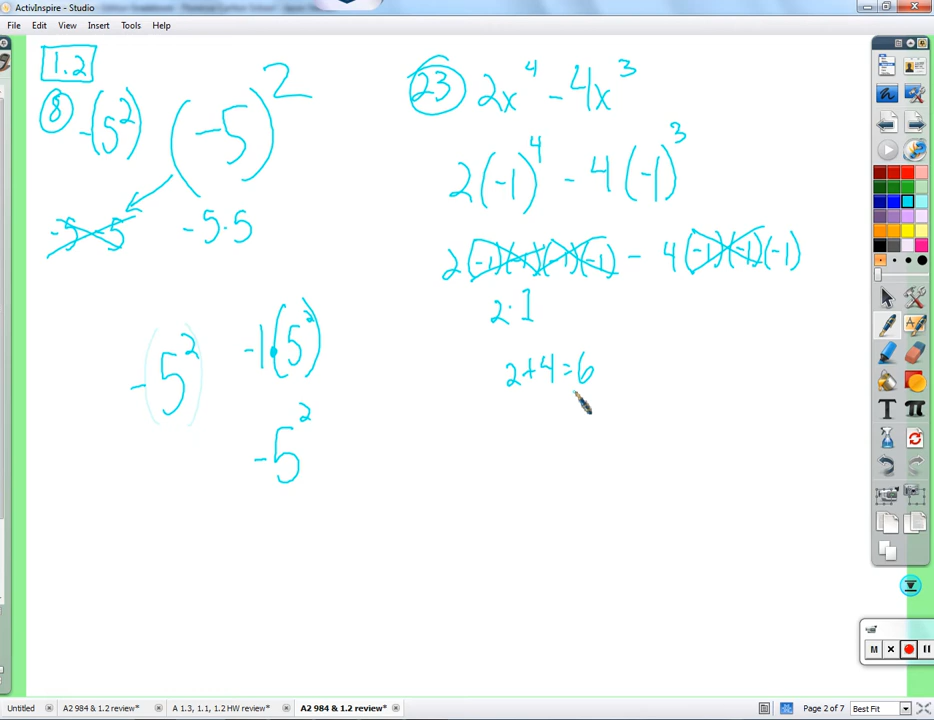 ActivInspire - Studio
File Edit View Insert Tools Help
1.2
8 -(5²) (-5)²
-5 -5 -5·5
-1·(5²)
-5²
-5²
23 2x⁴ - 4x³
2(-1)⁴ - 4(-1)³
2(-1)(-1)(-1)(-1) - 4(-1)(-1)(-1)
2·1
2+4=6
T π
M
Untitled A2 984 & 1.2 review* A 1.3, 1.1, 1.2 HW review* A2 984 & 1.2 review* Page 2 of 7 Best Fit